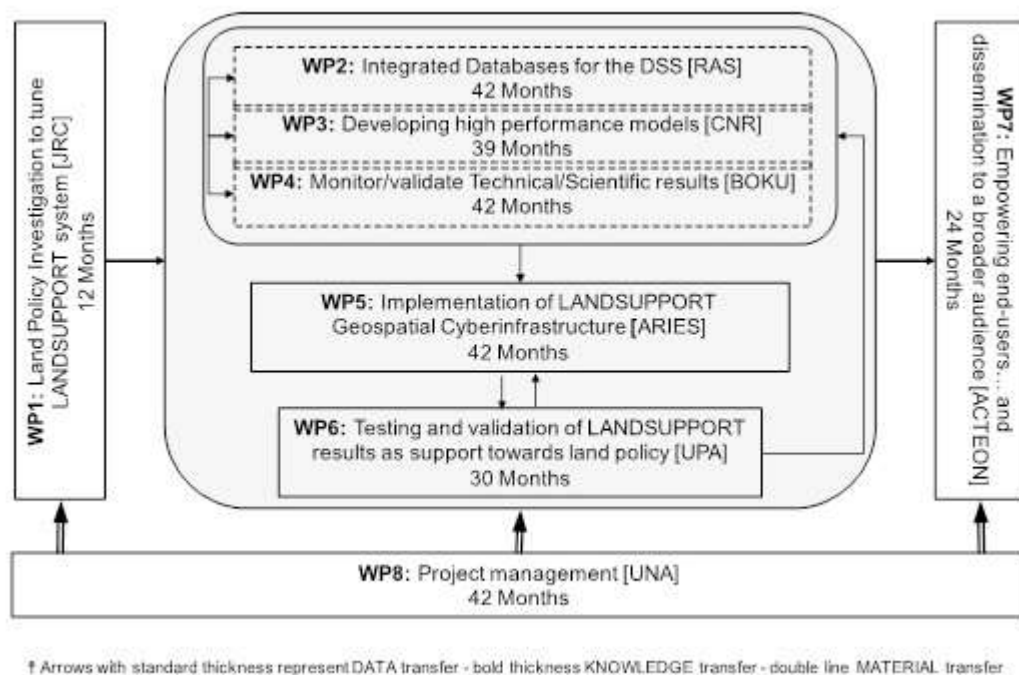 WP1: Land Policy Investigation to tune
LANDSUPPORT system [JRC]
12 Months
WP2: Integrated Databases for the DSS [RAS]
42 Months
WP3: Developing high performance models [CNR]
39 Months
WP4: Monitor/validate Technical/Scientific results [BOKU]
42 Months
WP5: Implementation of LANDSUPPORT
Geospatial Cyberinfrastructure [ARIES]
42 Months
WP6: Testing and validation of LANDSUPPORT
results as support towards land policy [UPA]
30 Months
WP7: Empowering end-users... and
dissemination to a broader audience [ACTEON]
24 Months
WP8: Project management [UNA]
42 Months
† Arrows with standard thickness represent DATA transfer - bold thickness KNOWLEDGE transfer - double line MATERIAL transfer